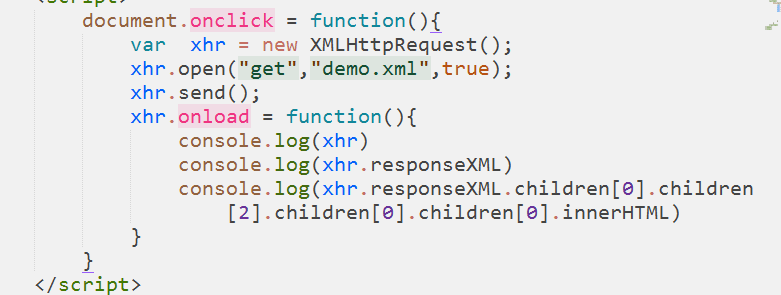 <script>
document.onclick = function(){
var  xhr = new XMLHttpRequest();
xhr.open("get","demo.xml",true);
xhr.send();
xhr.onload = function(){
console.log(xhr)
console.log(xhr.responseXML)
console.log(xhr.responseXML.children[0].children
[2].children[0].children[0].innerHTML)
}
}
</script>